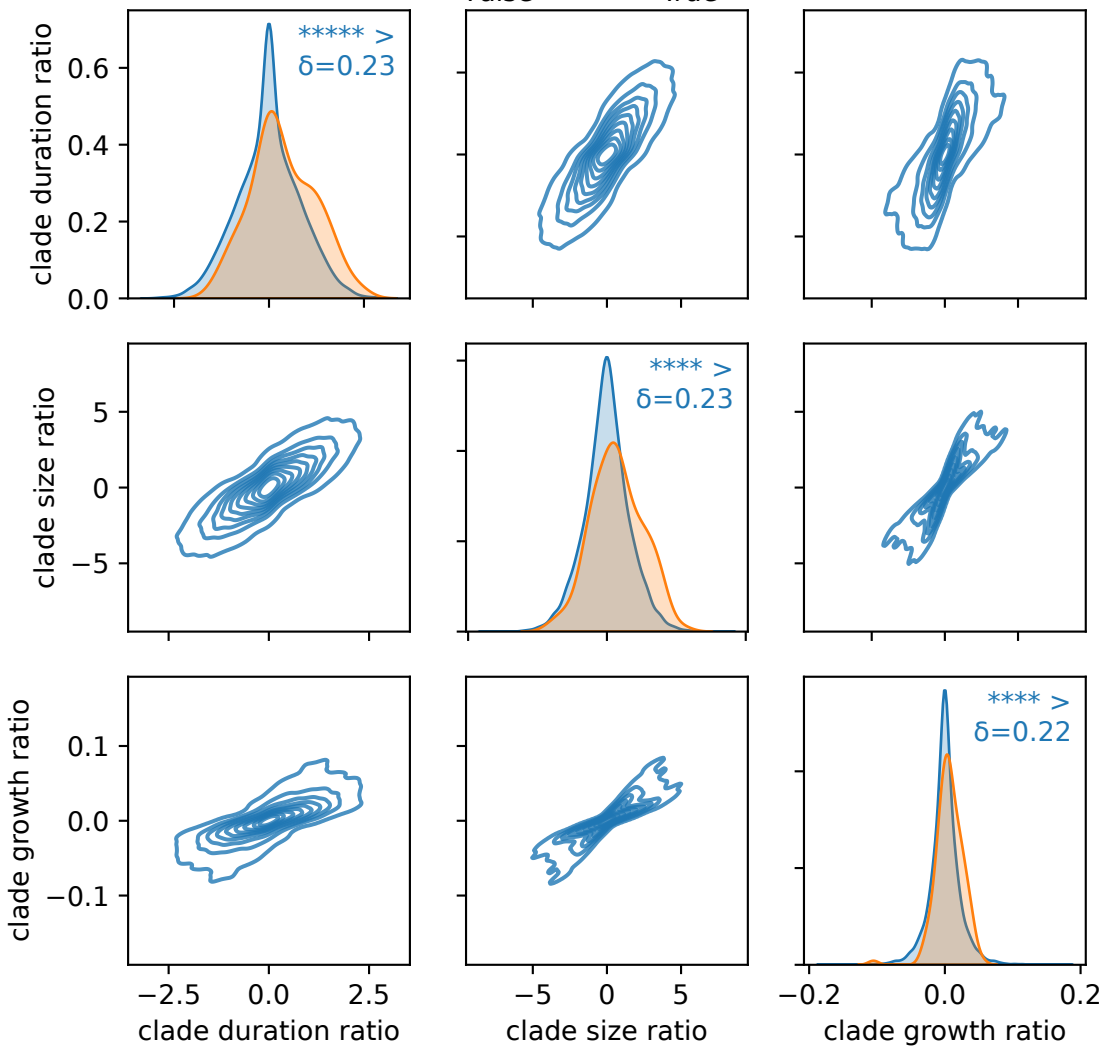 ***** >
δ=0.23
clade duration ratio
0.6
0.4
0.2
0.0
**** >
δ=0.23
clade size ratio
5
0
−5
**** >
δ=0.22
clade growth ratio
0.1
0.0
−0.1
−2.5 0.0 2.5
−5 0 5
−0.2 0.0 0.2
clade duration ratio
clade size ratio
clade growth ratio